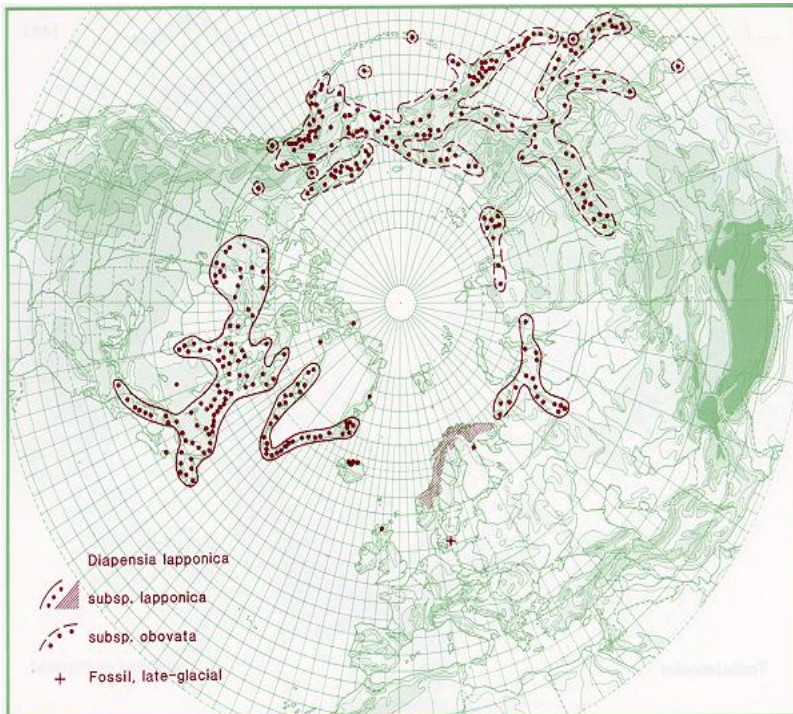 Diapensia lapponica
subsp. lapponica
subsp. obovata
Fossil, late-glacial